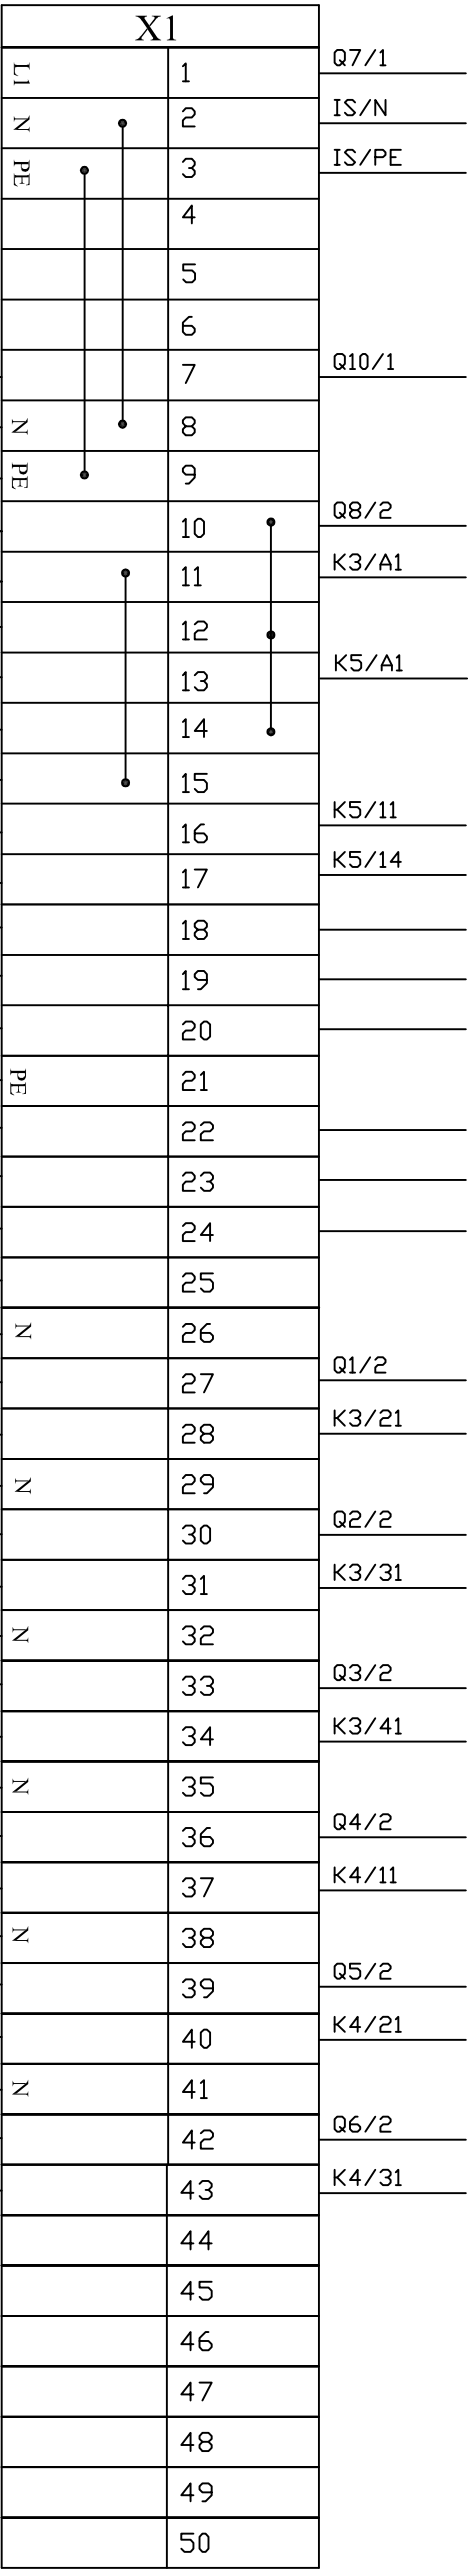 X1
L1 1 Q7/1
N 2 IS/N
PE 3 IS/PE
4
5
6
7 Q10/1
N 8
PE 9
10 Q8/2
11 K3/A1
12
13 K5/A1
14
15
16 K5/11
17 K5/14
18
19
20
PE 21
22
23
24
25
N 26
27 Q1/2
28 K3/21
N 29
30 Q2/2
31 K3/31
N 32
33 Q3/2
34 K3/41
N 35
36 Q4/2
37 K4/11
N 38
39 Q5/2
40 K4/21
N 41
42 Q6/2
43 K4/31
44
45
46
47
48
49
50